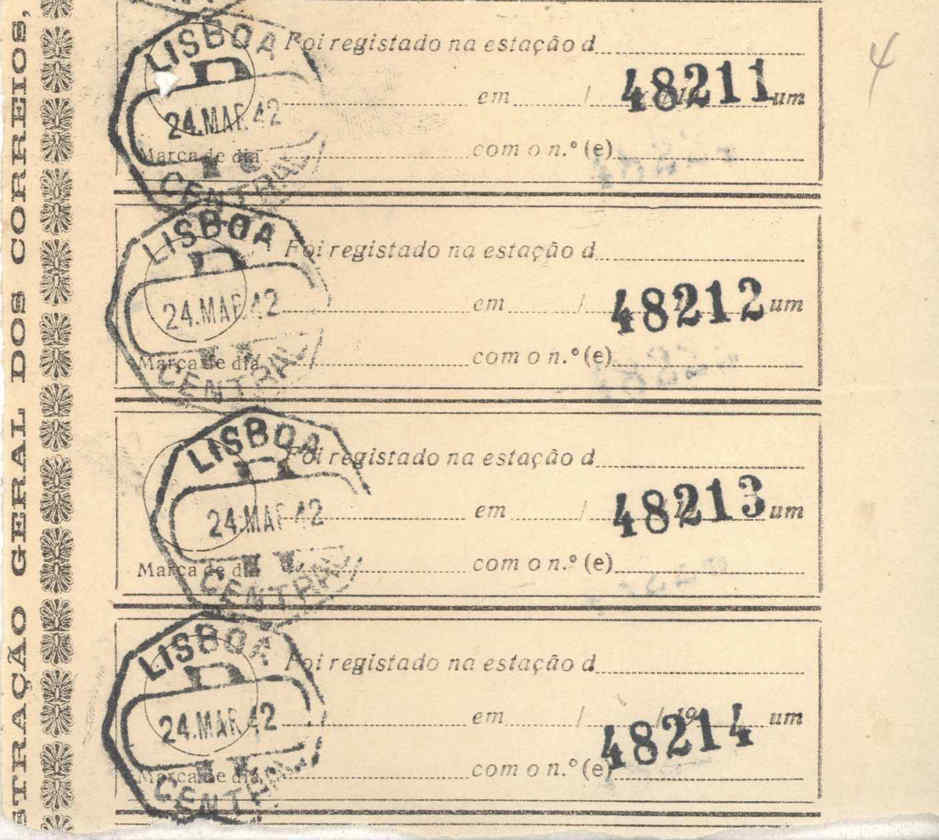 STRAÇÃO GERAL DOS CORREIOS,
4
LISBOA
Foi registado na estação d
24.MAR.42
em / 48211 um
Marca de dia
com o n.º (e)
CENTRAL
LISBOA
Foi registado na estação d
24.MAR.42
em / 48212 um
Marca de dia
com o n.º (e)
CENTRAL
LISBOA
Foi registado na estação d
24.MAR.42
em / 48213 um
Marca de dia
com o n.º (e)
CENTRAL
LISBOA
Foi registado na estação d
24.MAR.42
em / / 19 um
48214
Marca de dia
com o n.º (e)
CENTRAL